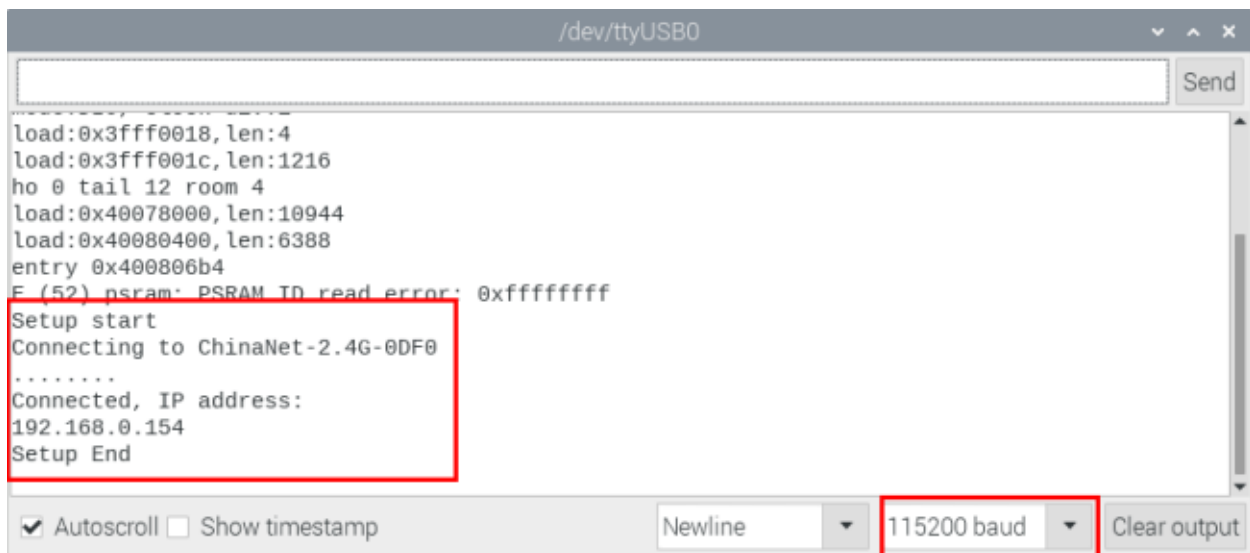 /dev/ttyUSB0
Send
load:0x3fff0018,len:4
load:0x3fff001c,len:1216
ho 0 tail 12 room 4
load:0x40078000,len:10944
load:0x40080400,len:6388
entry 0x400806b4
E (52) psram: PSRAM ID read error: 0xffffffff
Setup start
Connecting to ChinaNet-2.4G-0DF0
........
Connected, IP address:
192.168.0.154
Setup End
Autoscroll Show timestamp Newline 115200 baud Clear output